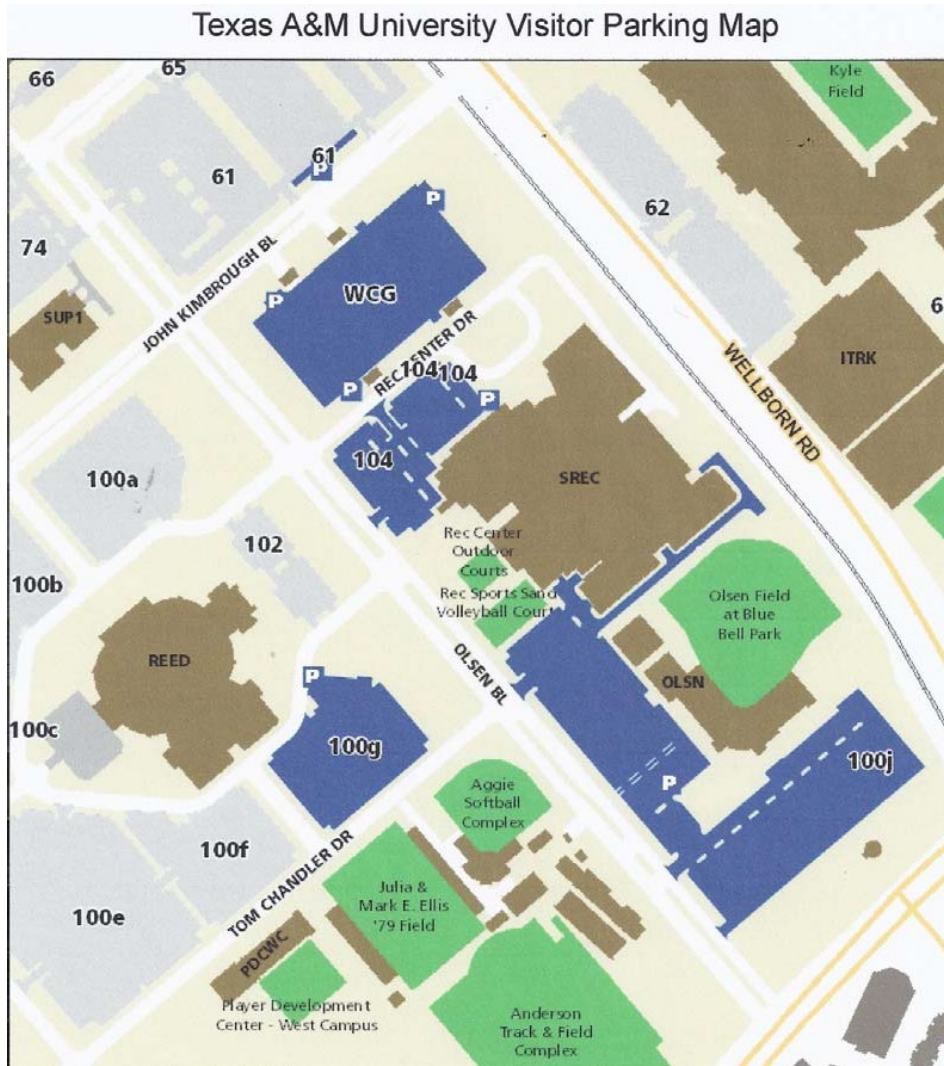 Texas A&M University Visitor Parking Map
66
65
Kyle
Field
61
P
61
62
74
P
WCG
P
SUP1
JOHN KIMBROUGH BL
REC CENTER DR
WELLBORN RD
ITRK
104
104
P
P
104
100a
SREC
102
Rec Center
Outdoor
Courts
100b
Rec Sports Sand
Volleyball Court
Olsen Field
at Blue
Bell Park
REED
P
OLSEN BL
OLSN
100c
100g
100j
P
Aggie
Softball
Complex
100f
TOM CHANDLER DR
Julia &
Mark E. Ellis
'79 Field
100e
PDCWC
Player Development
Center - West Campus
Anderson
Track & Field
Complex